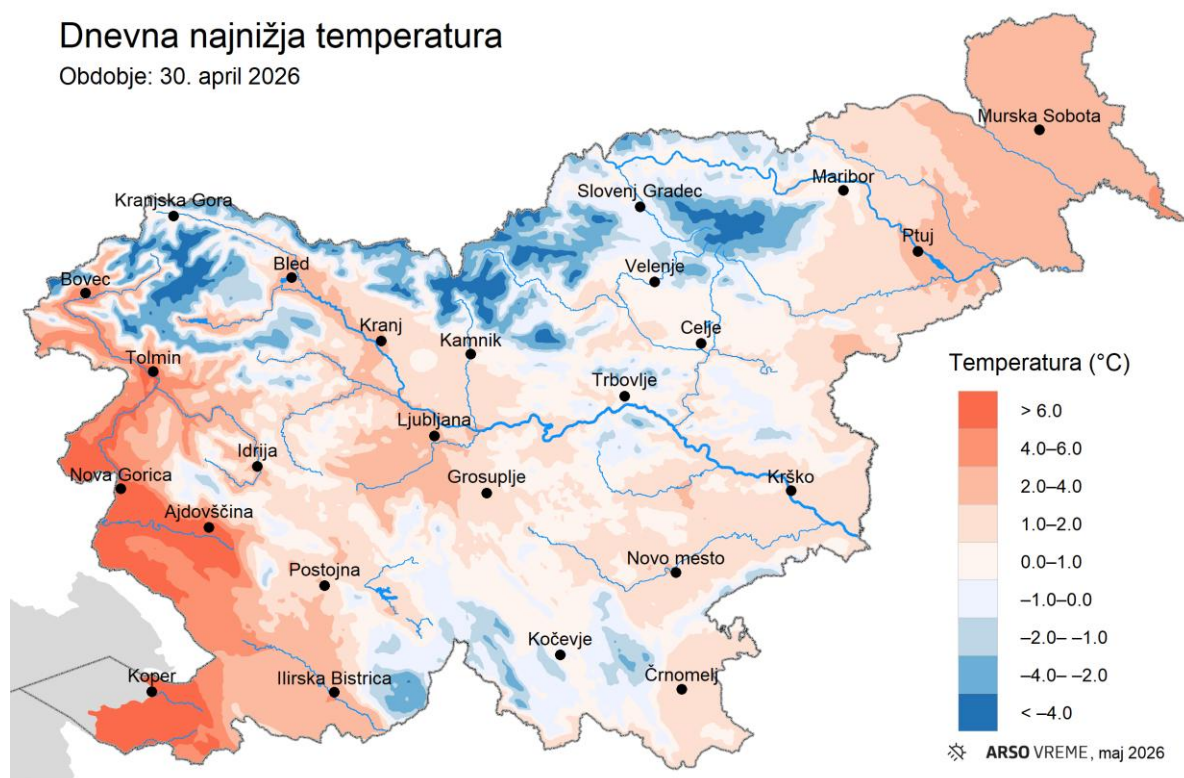 Dnevna najnižja temperatura
Obdobje: 30. april 2026
Murska Sobota
Maribor
Slovenj Gradec
Kranjska Gora
Ptuj
Bled
Velenje
Bovec
Kranj
Kamnik
Celje
Tolmin
Trbovlje
Ljubljana
Idrija
Nova Gorica
Grosuplje
Krško
Ajdovščina
Novo mesto
Postojna
Kočevje
Koper
Ilirska Bistrica
Črnomelj
Temperatura (°C)
> 6.0
4.0–6.0
2.0–4.0
1.0–2.0
0.0–1.0
–1.0–0.0
–2.0– –1.0
–4.0– –2.0
< –4.0
ARSO VREME, maj 2026